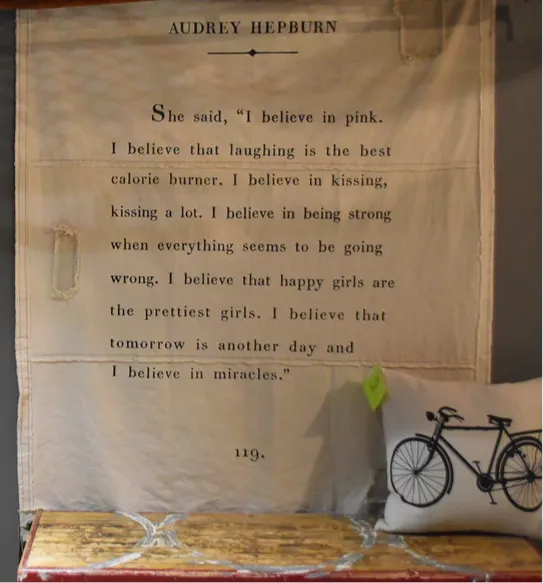 AUDREY HEPBURN
She said, “I believe in pink.
I believe that laughing is the best
calorie burner. I believe in kissing,
kissing a lot. I believe in being strong
when everything seems to be going
wrong. I believe that happy girls are
the prettiest girls. I believe that
tomorrow is another day and
I believe in miracles.”
119.